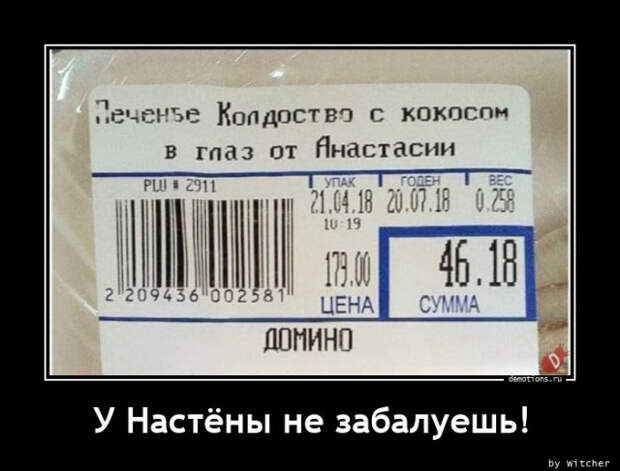 Печенье Колдоство с кокосом
в глаз от Анастасии
PLU # 2911
УПАК ГОДЕН ВЕС
21.04.18 20.07.18 0.258
10:19
179.00 46.18
ЦЕНА СУММА
2 209436 002581
ДОМИНО
demotions.ru
У Настёны не забалуешь!
by Witcher